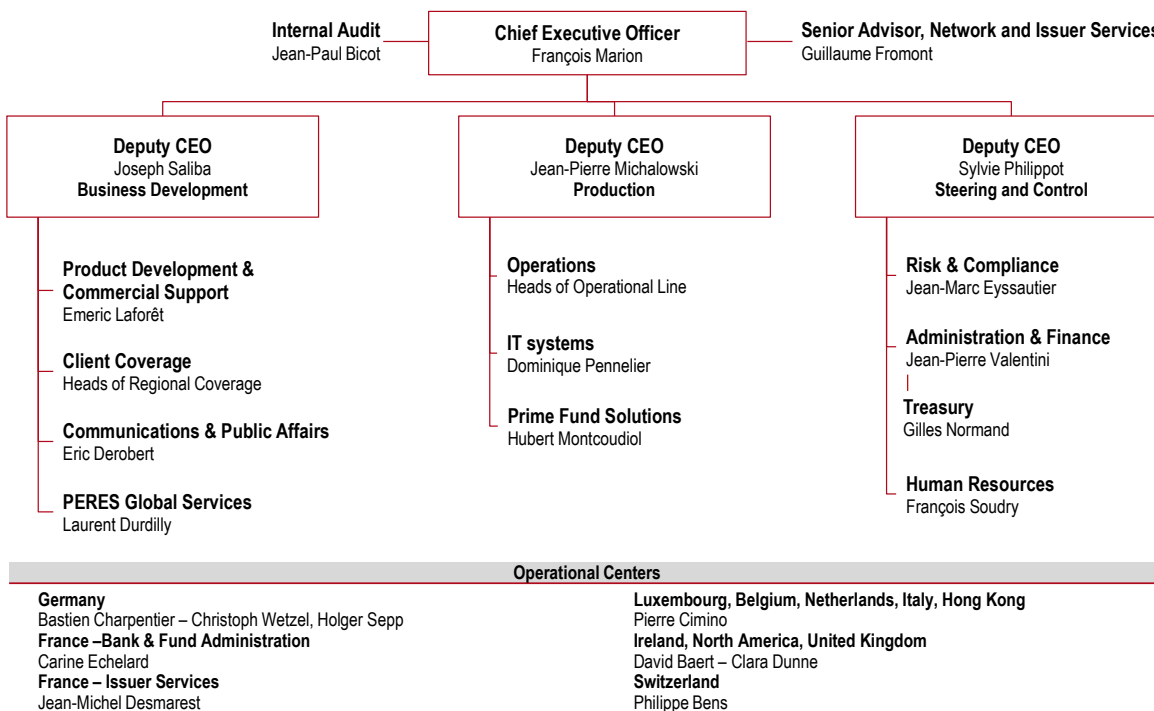 Internal Audit
Jean-Paul Bicot
Chief Executive Officer
François Marion
Senior Advisor, Network and Issuer Services
Guillaume Fromont
Deputy CEO
Joseph Saliba
Business Development
Deputy CEO
Jean-Pierre Michalowski
Production
Deputy CEO
Sylvie Philippot
Steering and Control
Product Development &
Commercial Support
Emeric Laforêt
Client Coverage
Heads of Regional Coverage
Communications & Public Affairs
Eric Derobert
PERES Global Services
Laurent Durdilly
Operations
Heads of Operational Line
IT systems
Dominique Pennelier
Prime Fund Solutions
Hubert Montcoudiol
Risk & Compliance
Jean-Marc Eyssautier
Administration & Finance
Jean-Pierre Valentini
Treasury
Gilles Normand
Human Resources
François Soudry
Operational Centers
Germany
Bastien Charpentier – Christoph Wetzel, Holger Sepp
France –Bank & Fund Administration
Carine Echelard
France – Issuer Services
Jean-Michel Desmarest
Luxembourg, Belgium, Netherlands, Italy, Hong Kong
Pierre Cimino
Ireland, North America, United Kingdom
David Baert – Clara Dunne
Switzerland
Philippe Bens